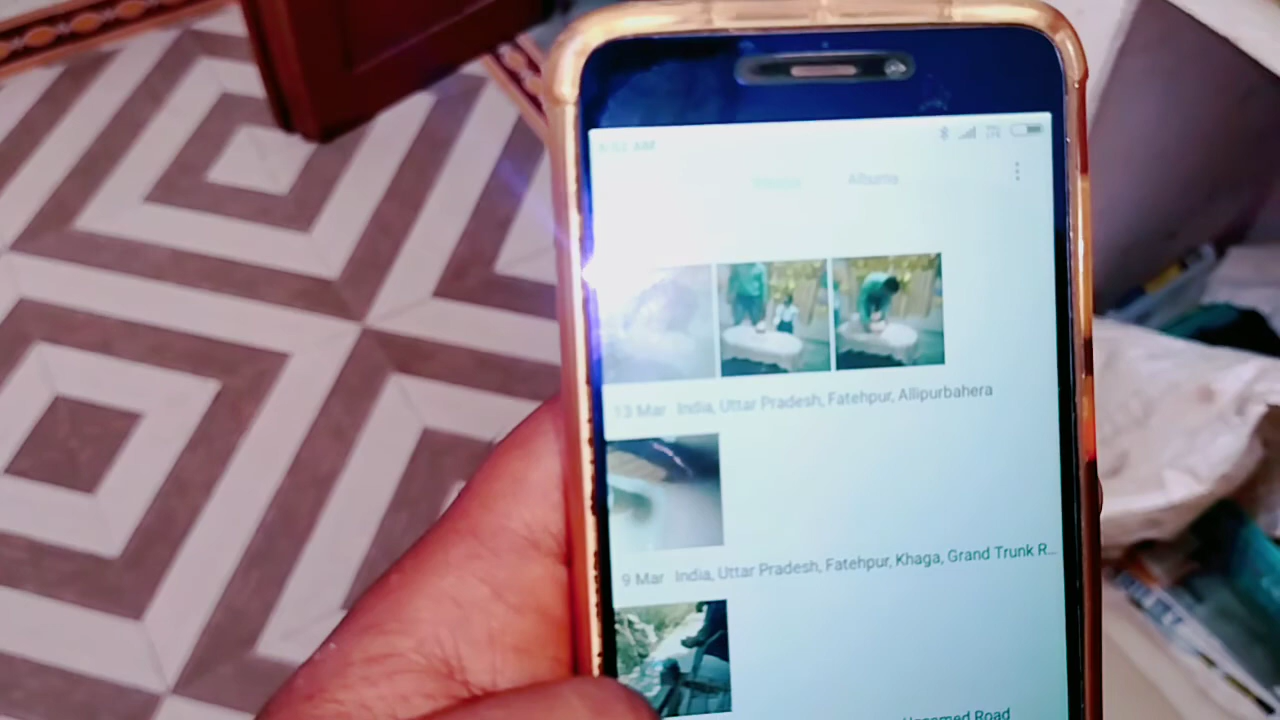 Albums
13 Mar India, Uttar Pradesh, Fatehpur, Allipurbahera
9 Mar India, Uttar Pradesh, Fatehpur, Khaga, Grand Trunk R...
Road